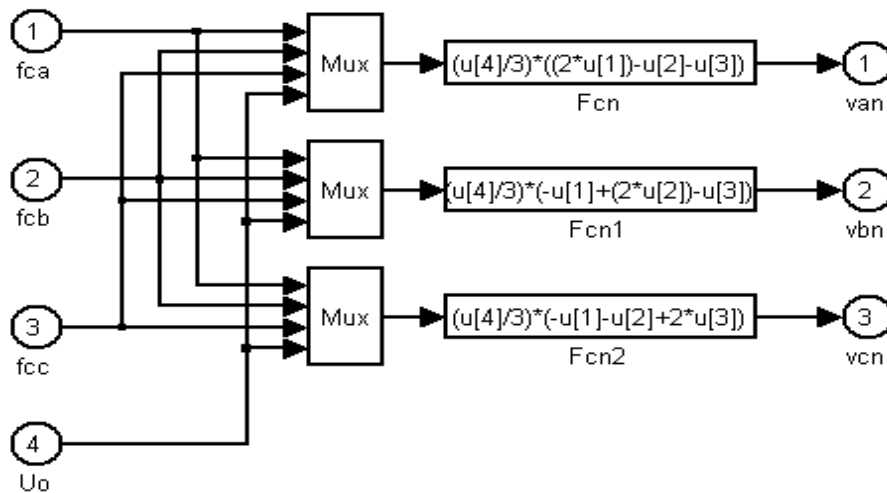 1
fca
Mux
(u[4]/3)*((2*u[1])-u[2]-u[3])
Fcn
1
van
2
fcb
Mux
(u[4]/3)*(-u[1]+(2*u[2])-u[3])
Fcn1
2
vbn
3
fcc
Mux
(u[4]/3)*(-u[1]-u[2]+2*u[3])
Fcn2
3
vcn
4
Uo